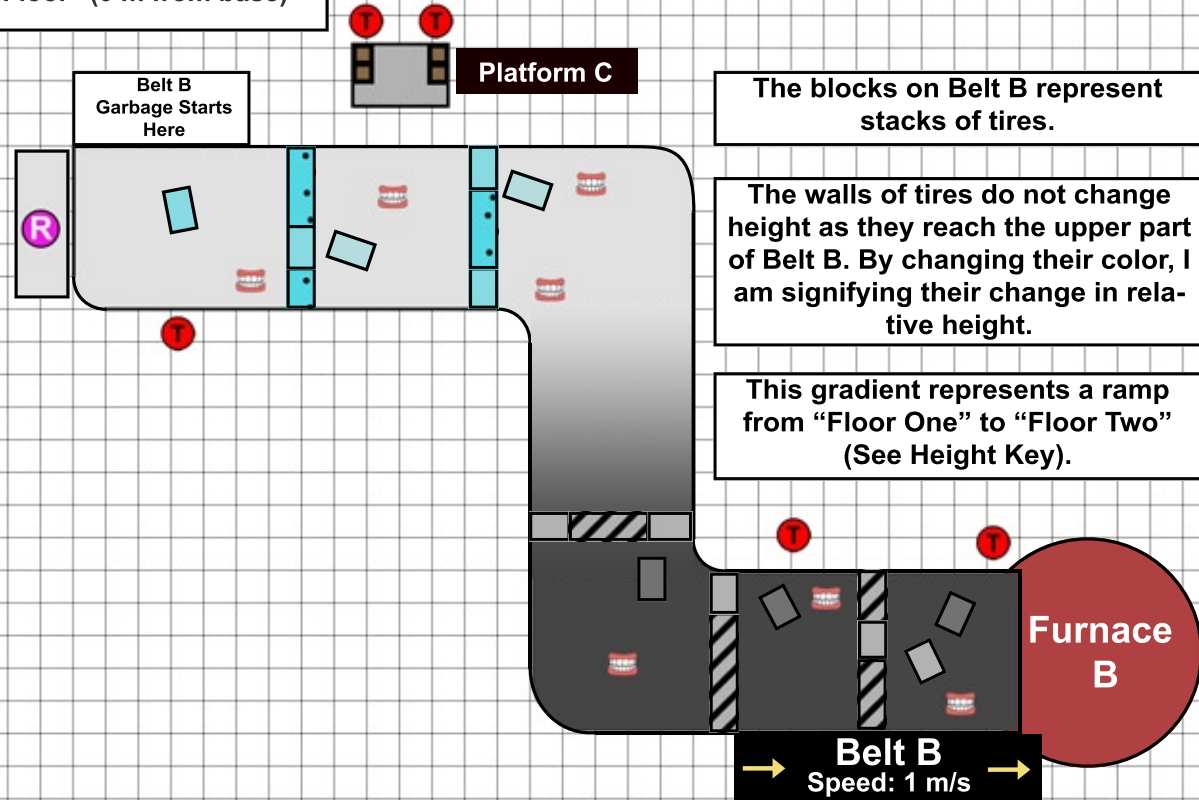 T T
Platform C
Belt B
Garbage Starts
Here
The blocks on Belt B represent
stacks of tires.
R
The walls of tires do not change
height as they reach the upper part
of Belt B. By changing their color, I
am signifying their change in rela-
tive height.
T
This gradient represents a ramp
from “Floor One” to “Floor Two”
(See Height Key).
T T
Furnace
B
Belt B
Speed: 1 m/s